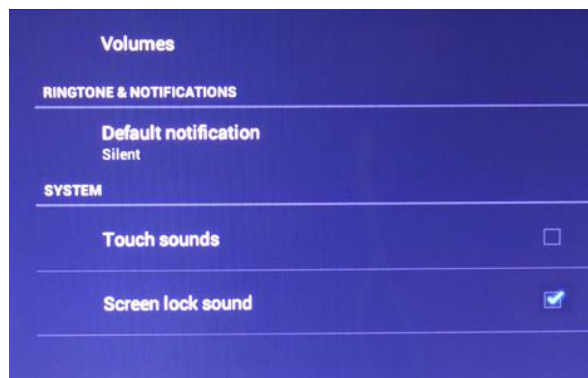 Volumes
RINGTONE & NOTIFICATIONS
Default notification
Silent
SYSTEM
Touch sounds
Screen lock sound